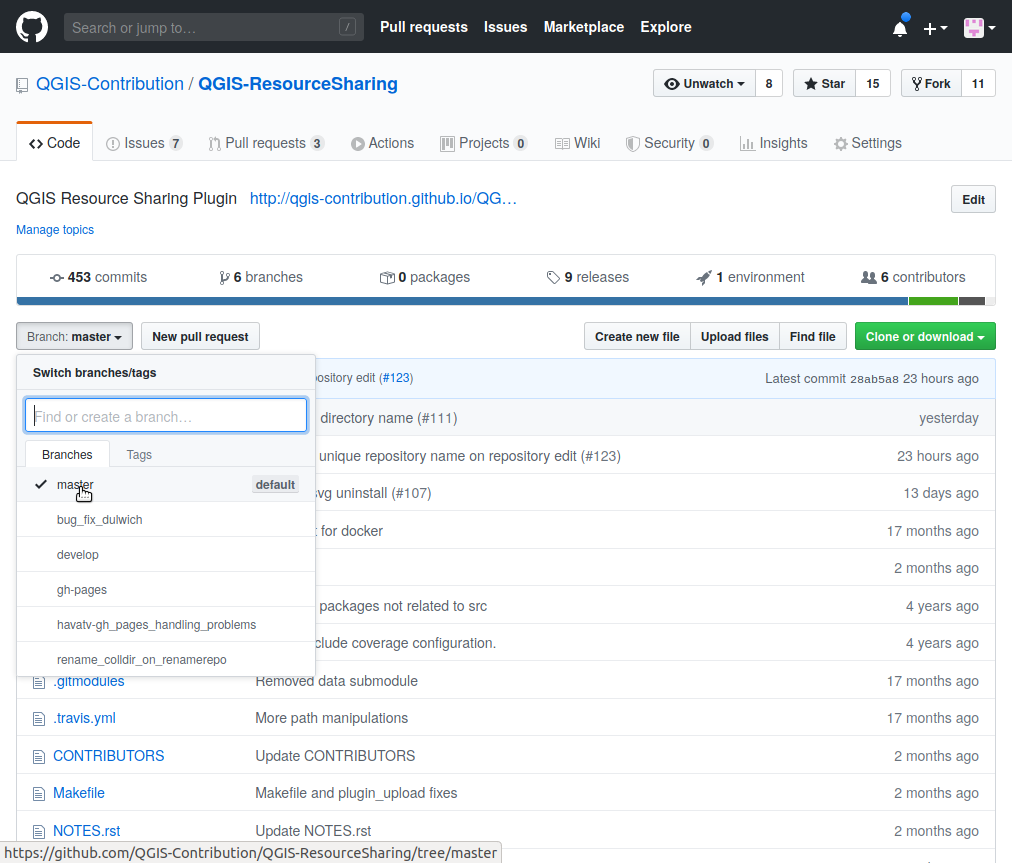 Search or jump to… / Pull requests Issues Marketplace Explore
QGIS-Contribution / QGIS-ResourceSharing Unwatch 8 Star 15 Fork 11
Code Issues 7 Pull requests 3 Actions Projects 0 Wiki Security 0 Insights Settings
QGIS Resource Sharing Plugin http://qgis-contribution.github.io/QG… Edit
Manage topics
453 commits 6 branches 0 packages 9 releases 1 environment 6 contributors
Branch: master New pull request Create new file Upload files Find file Clone or download
Switch branches/tags
ository edit (#123) Latest commit 28ab5a8 23 hours ago
Find or create a branch… directory name (#111) yesterday
Branches Tags unique repository name on repository edit (#123) 23 hours ago
master default svg uninstall (#107) 13 days ago
bug_fix_dulwich t for docker 17 months ago
develop 2 months ago
gh-pages packages not related to src 4 years ago
havatv-gh_pages_handling_problems clude coverage configuration. 4 years ago
rename_colldir_on_renamerepo
.gitmodules Removed data submodule 17 months ago
.travis.yml More path manipulations 17 months ago
CONTRIBUTORS Update CONTRIBUTORS 2 months ago
Makefile Makefile and plugin_upload fixes 2 months ago
NOTES.rst Update NOTES.rst 2 months ago
https://github.com/QGIS-Contribution/QGIS-ResourceSharing/tree/master